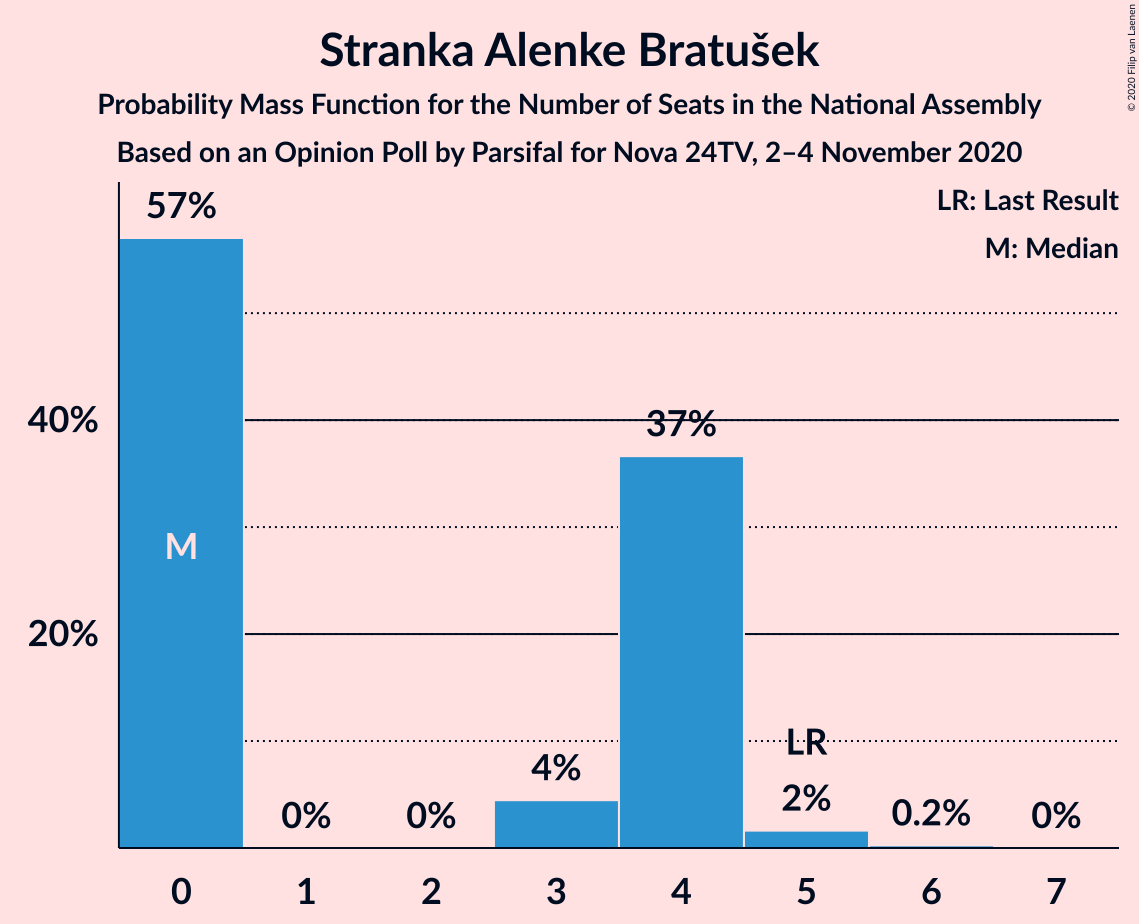 Stranka Alenke Bratušek
Probability Mass Function for the Number of Seats in the National Assembly
Based on an Opinion Poll by Parsifal for Nova 24TV, 2–4 November 2020
© 2020 Filip van Laenen
LR: Last Result
M: Median
57%
40%
37%
M
20%
LR
4%
2%
0%
0%
0.2%
0%
0 1 2 3 4 5 6 7